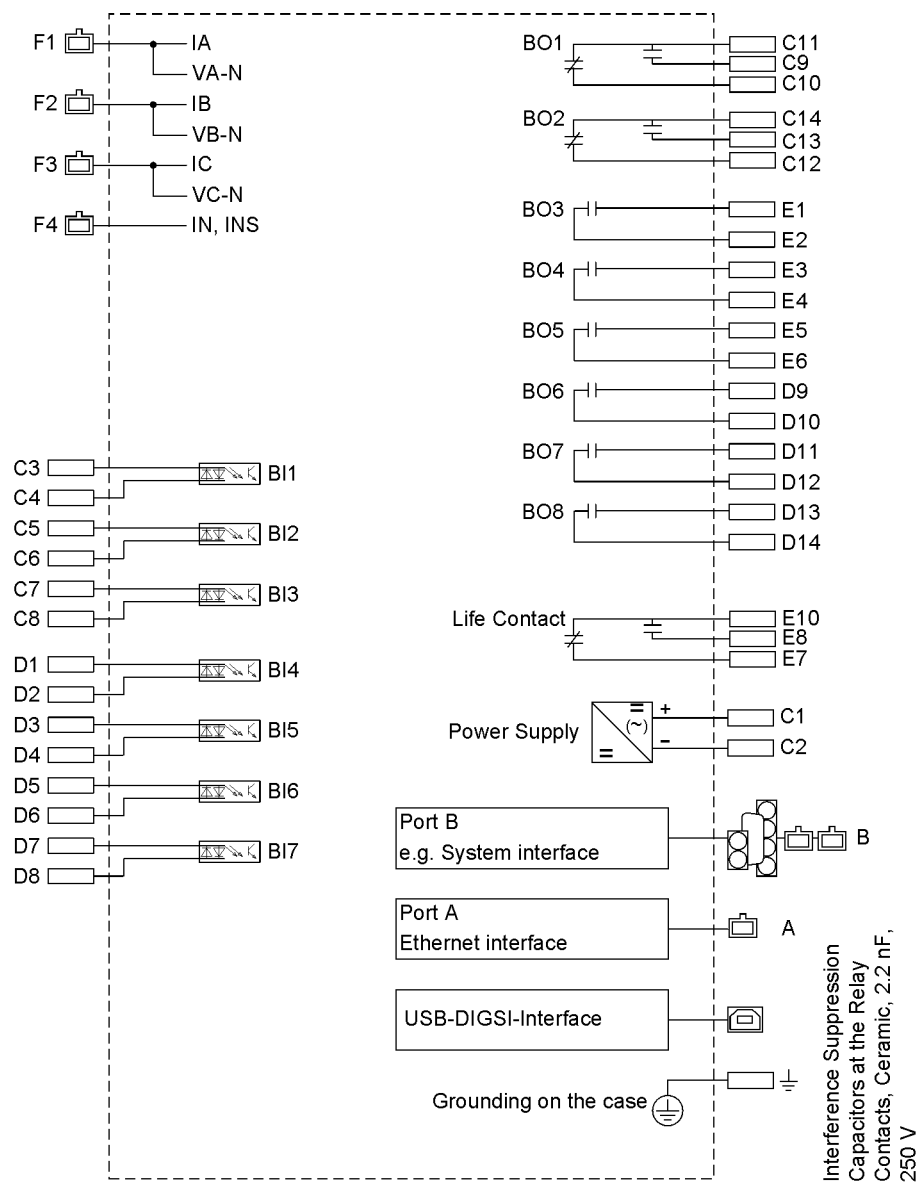 F1 IA
VA-N
F2 IB
VB-N
F3 IC
VC-N
F4 IN, INS
BO1 C11
C9
C10
BO2 C14
C13
C12
BO3 E1
E2
BO4 E3
E4
BO5 E5
E6
BO6 D9
D10
BO7 D11
D12
BO8 D13
D14
C3 BI1
C4
C5 BI2
C6
C7 BI3
C8
D1 BI4
D2
D3 BI5
D4
D5 BI6
D6
D7 BI7
D8
Life Contact E10
E8
E7
Power Supply = (~) = + C1
- C2
Port B
e.g. System interface
B
Port A
Ethernet interface
A
USB-DIGSI-Interface
Grounding on the case
Interference Suppression
Capacitors at the Relay
Contacts, Ceramic, 2.2 nF,
250 V